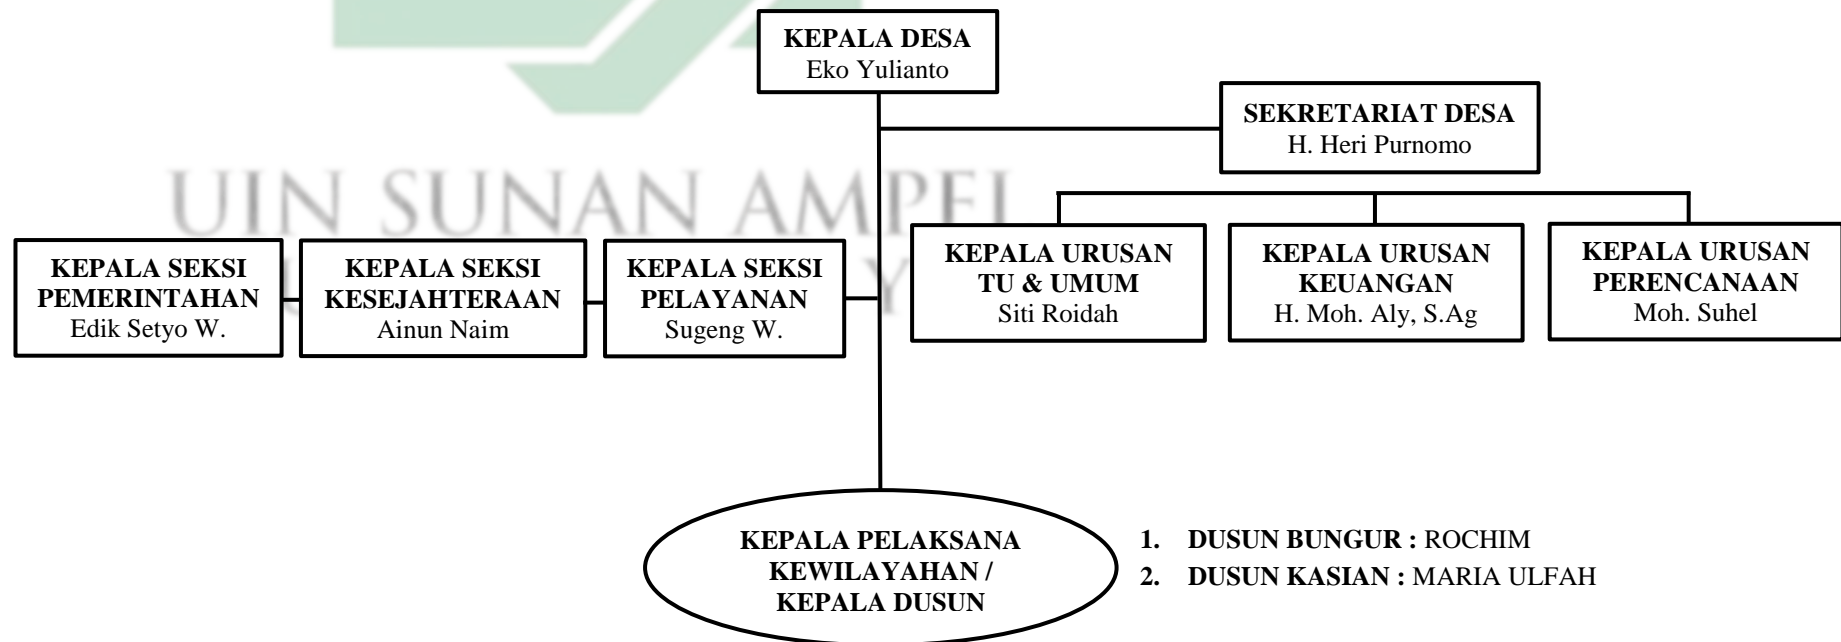 KEPALA DESA
Eko Yulianto
SEKRETARIAT DESA
H. Heri Purnomo
UIN SUNAN AMPEL
KEPALA SEKSI
PEMERINTAHAN
Edik Setyo W.
KEPALA SEKSI
KESEJAHTERAAN
Ainun Naim
KEPALA SEKSI
PELAYANAN
Sugeng W.
KEPALA URUSAN
TU & UMUM
Siti Roidah
KEPALA URUSAN
KEUANGAN
H. Moh. Aly, S.Ag
KEPALA URUSAN
PERENCANAAN
Moh. Suhel
KEPALA PELAKSANA
KEWILAYAHAN /
KEPALA DUSUN
1. DUSUN BUNGUR : ROCHIM
2. DUSUN KASIAN : MARIA ULFAH